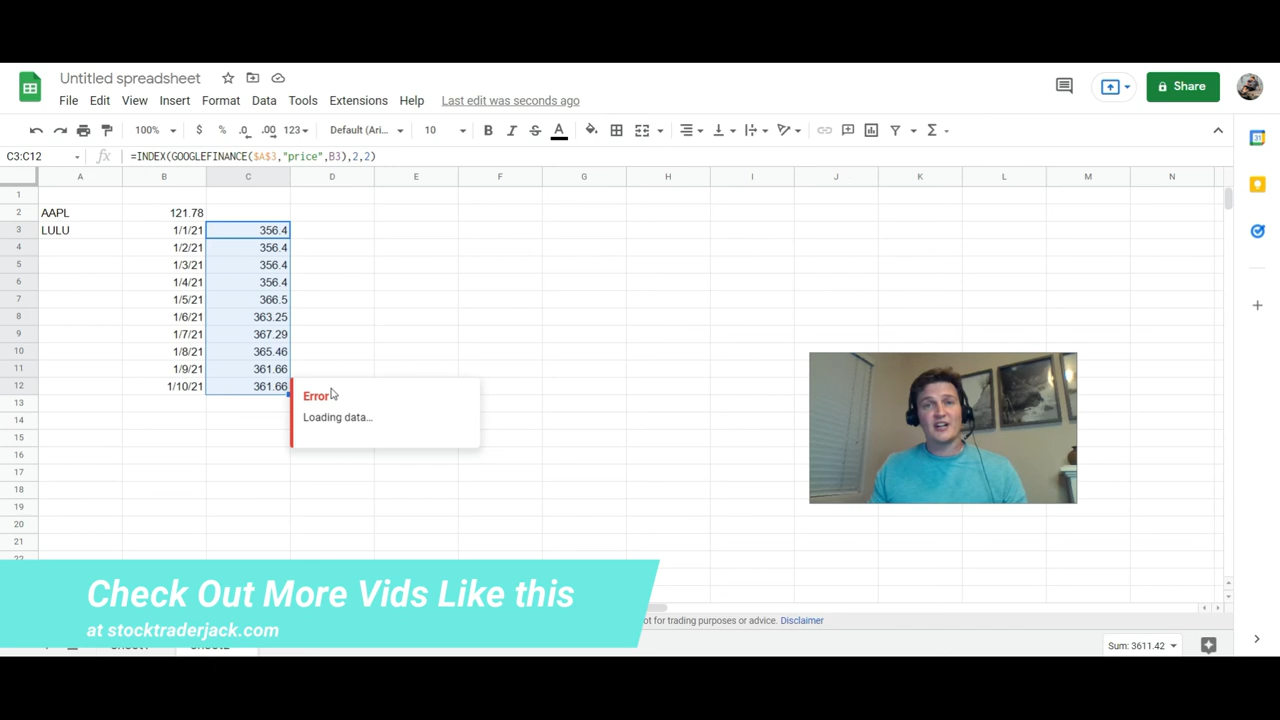 Untitled spreadsheet
File Edit View Insert Format Data Tools Extensions Help Last edit was seconds ago
Share
100% $ % .0 .00 123 Default (Ari... 10 B I S A
C3:C12 fx =INDEX(GOOGLEFINANCE($A$3,"price",B3),2,2)
A B C D E F G H I J K L M N
1
2 AAPL 121.78
3 LULU 1/1/21 356.4
4 1/2/21 356.4
5 1/3/21 356.4
6 1/4/21 356.4
7 1/5/21 366.5
8 1/6/21 363.25
9 1/7/21 367.29
10 1/8/21 365.46
11 1/9/21 361.66
12 1/10/21 361.66
Error
13
Loading data...
14
15
16
17
18
19
20
21
Check Out More Vids Like this
at stocktraderjack.com
ot for trading purposes or advice. Disclaimer
Sum: 3611.42